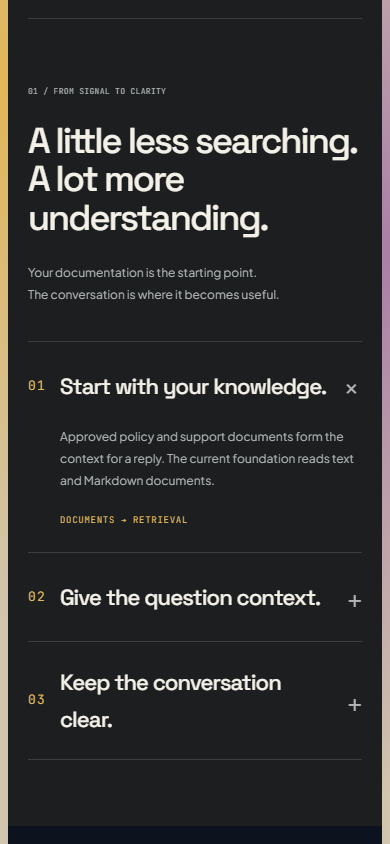 01 / FROM SIGNAL TO CLARITY
A little less searching.
A lot more
understanding.
Your documentation is the starting point.
The conversation is where it becomes useful.
01 Start with your knowledge. ×
Approved policy and support documents form the
context for a reply. The current foundation reads text
and Markdown documents.
DOCUMENTS → RETRIEVAL
02 Give the question context. +
03 Keep the conversation
clear. +